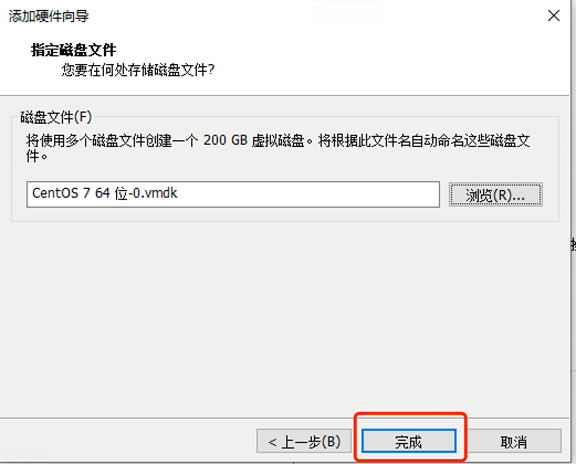 添加硬件向导
指定磁盘文件
您要在何处存储磁盘文件?
磁盘文件(F)
将使用多个磁盘文件创建一个 200 GB 虚拟磁盘。将根据此文件名自动命名这些磁盘文
件。
CentOS 7 64 位-0.vmdk
浏览(R)...
< 上一步(B)
完成
取消